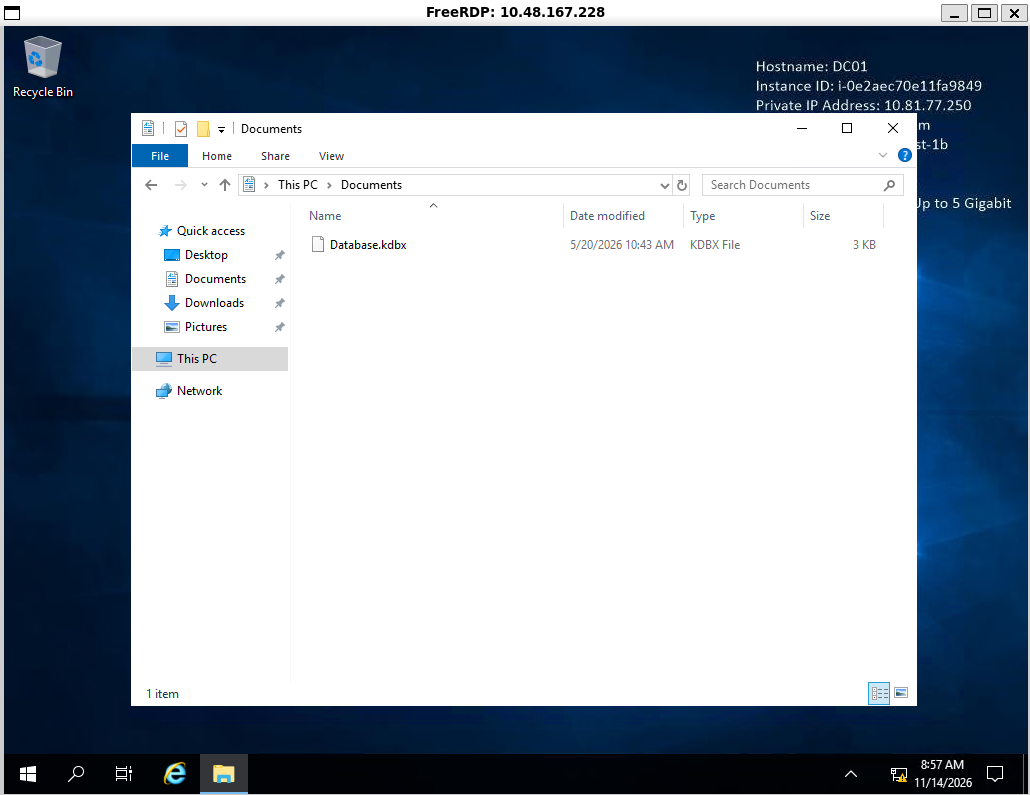 FreeRDP: 10.48.167.228
Recycle Bin
Hostname: DC01
Instance ID: i-0e2aec70e11fa9849
Private IP Address: 10.81.77.250
m
st-1b
Up to 5 Gigabit
Documents
File Home Share View
This PC Documents
Search Documents
Name Date modified Type Size
Database.kdbx 5/20/2026 10:43 AM KDBX File 3 KB
Quick access
Desktop
Documents
Downloads
Pictures
This PC
Network
1 item
8:57 AM
11/14/2026